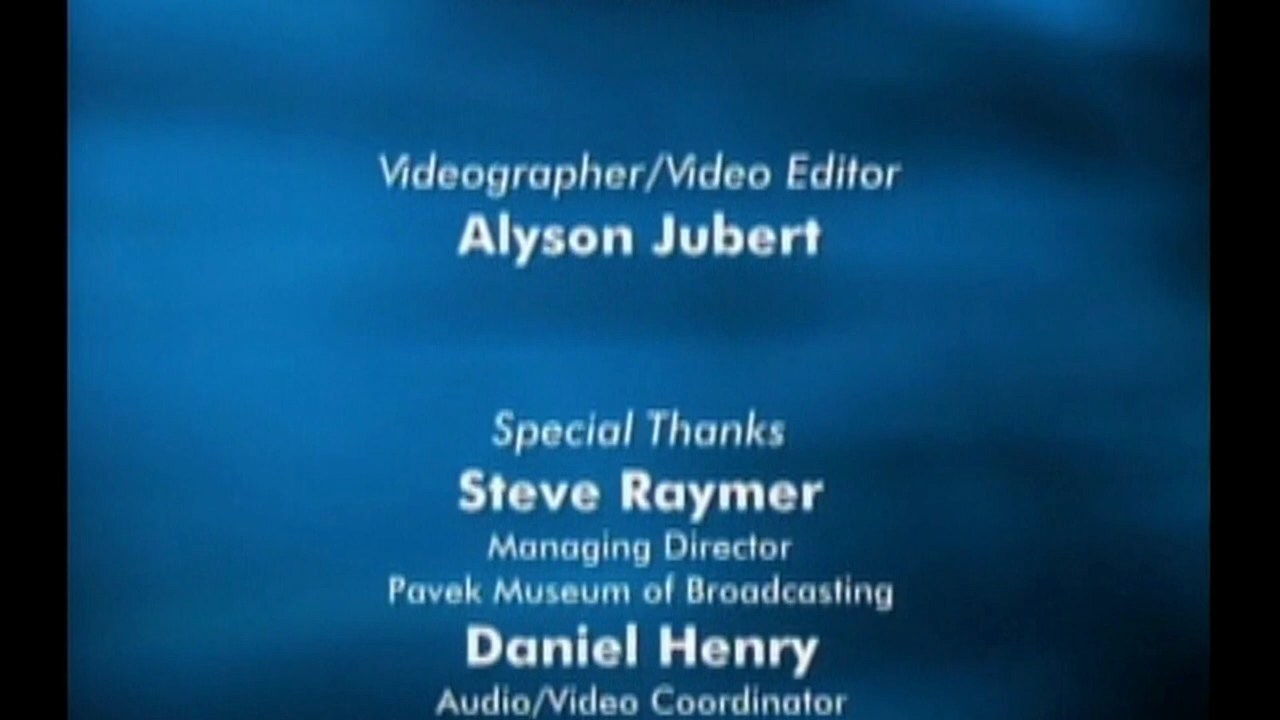 Videographer/Video Editor
Alyson Jubert
Special Thanks
Steve Raymer
Managing Director
Pavek Museum of Broadcasting
Daniel Henry
Audio/Video Coordinator